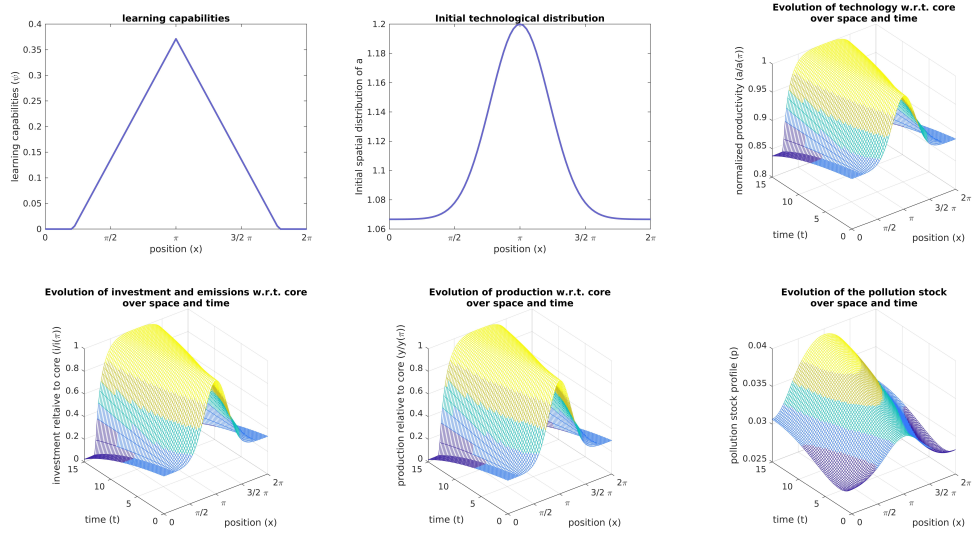 learning capabilities
0.4
0.35
0.3
0.25
0.2
0.15
0.1
0.05
0
0 π/2 π 3/2 π 2π
position (x)
learning capabilities (ψ)
Initial technological distribution
1.2
1.18
1.16
1.14
1.12
1.1
1.08
1.06
0 π/2 π 3/2 π 2π
position (x)
Initial spatial distribution of a
Evolution of technology w.r.t. core
over space and time
normalized productivity (a/a(π))
1
0.95
0.9
0.85
0.8
15
10
5
0
time (t)
0
π/2
π
3/2 π
2π
position (x)
Evolution of investment and emissions w.r.t. core
over space and time
investment reltaive to core (i/i(π))
1
0.8
0.6
0.4
0.2
0
15
10
5
0
time (t)
0
π/2
π
3/2 π
2π
position (x)
Evolution of production w.r.t. core
over space and time
production relative to core (y/y(π))
1
0.8
0.6
0.4
0.2
0
15
10
5
0
time (t)
0
π/2
π
3/2 π
2π
position (x)
Evolution of the pollution stock
over space and time
pollution stock profile (p)
0.04
0.035
0.03
0.025
15
10
5
0
time (t)
0
π/2
π
3/2 π
2π
position (x)